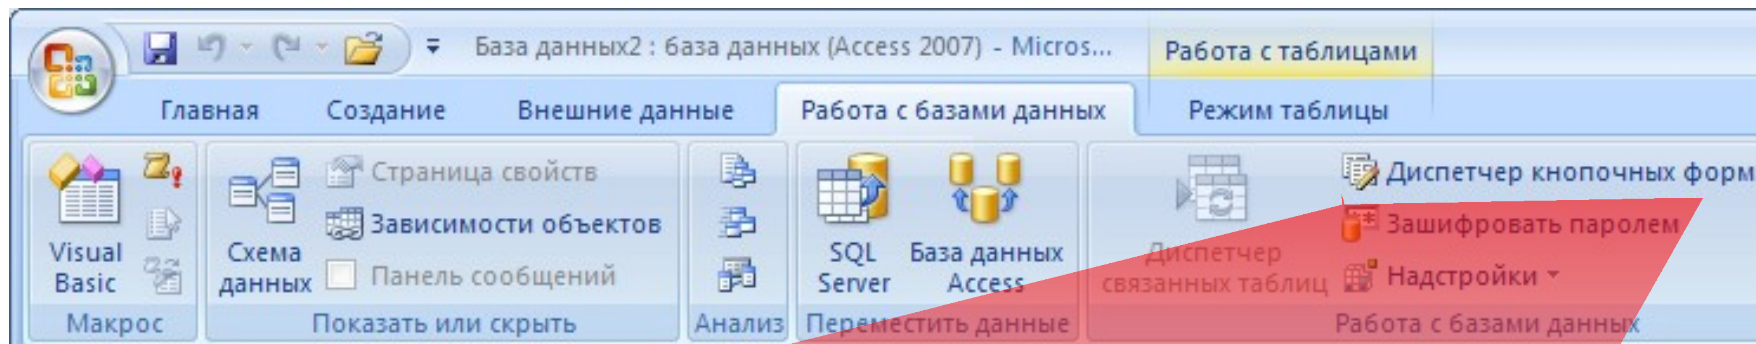 База данных2 : база данных (Access 2007) - Micros...
Работа с таблицами
Главная
Создание
Внешние данные
Работа с базами данных
Режим таблицы
Visual
Basic
Макрос
Схема
данных
Страница свойств
Зависимости объектов
Панель сообщений
Показать или скрыть
Анализ
SQL
Server
База данных
Access
Переместить данные
Диспетчер
связанных таблиц
Диспетчер кнопочных форм
Зашифровать паролем
Надстройки
Работа с базами данных